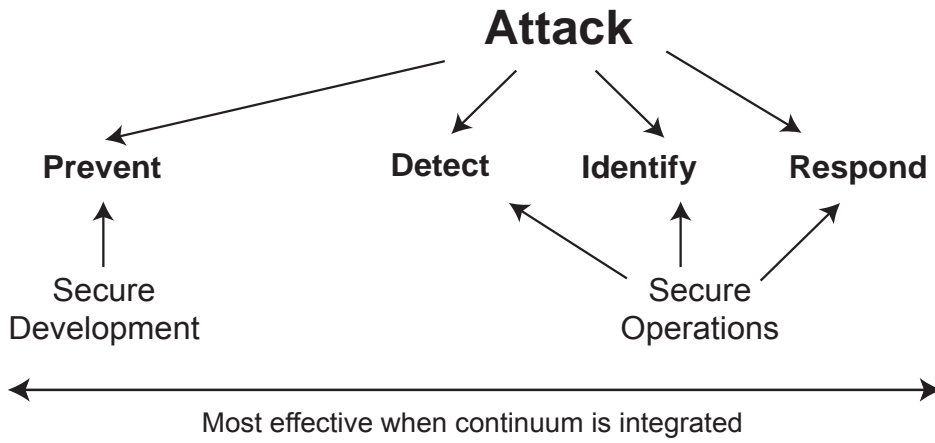 Attack
Prevent
Detect
Identify
Respond
Secure
Development
Secure
Operations
Most effective when continuum is integrated